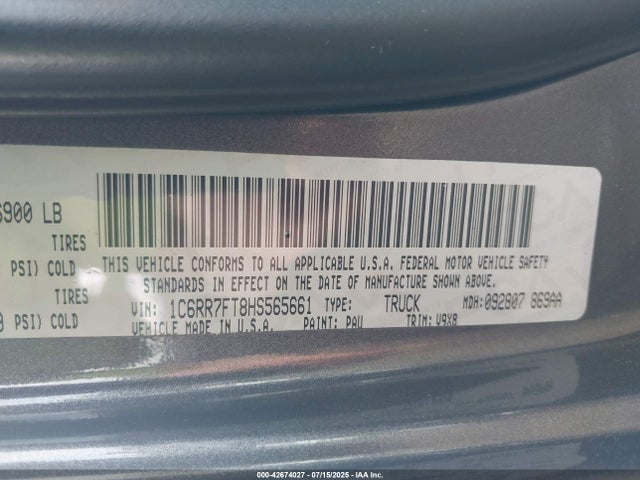 6900 LB
TIRES
PSI) COLD
TIRES
PSI) COLD
THIS VEHICLE CONFORMS TO ALL APPLICABLE U.S.A. FEDERAL MOTOR VEHICLE SAFETY
STANDARDS IN EFFECT ON THE DATE OF MANUFACTURE SHOWN ABOVE
VIN: 1C6RR7FT8HS565661 TYPE: TRUCK MDH:092807 869AA
VEHICLE MADE IN U.S.A. PAINT: PAU TRIM: V9X8
000-42674027 - 07/15/2025 - IAA Inc.